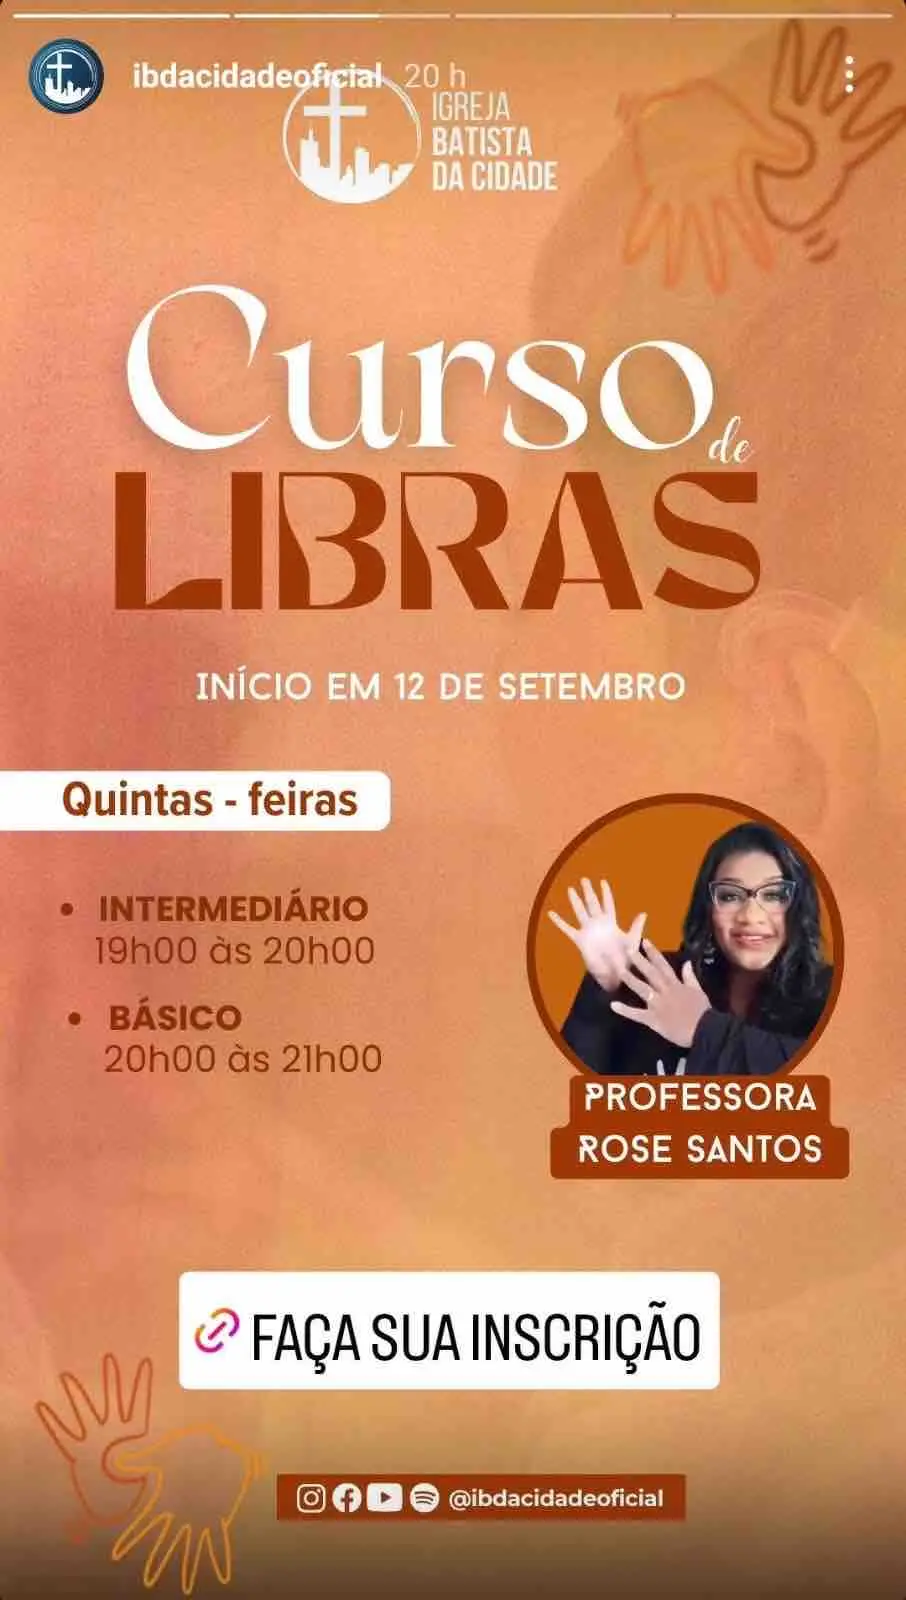 ibdacidadeoficial 20 h
IGREJA
BATISTA
DA CIDADE
Curso
de
LIBRAS
INÍCIO EM 12 DE SETEMBRO
Quintas - feiras
• INTERMEDIÁRIO
19h00 às 20h00
• BÁSICO
20h00 às 21h00
PROFESSORA
ROSE SANTOS
FAÇA SUA INSCRIÇÃO
@ibdacidadeoficial